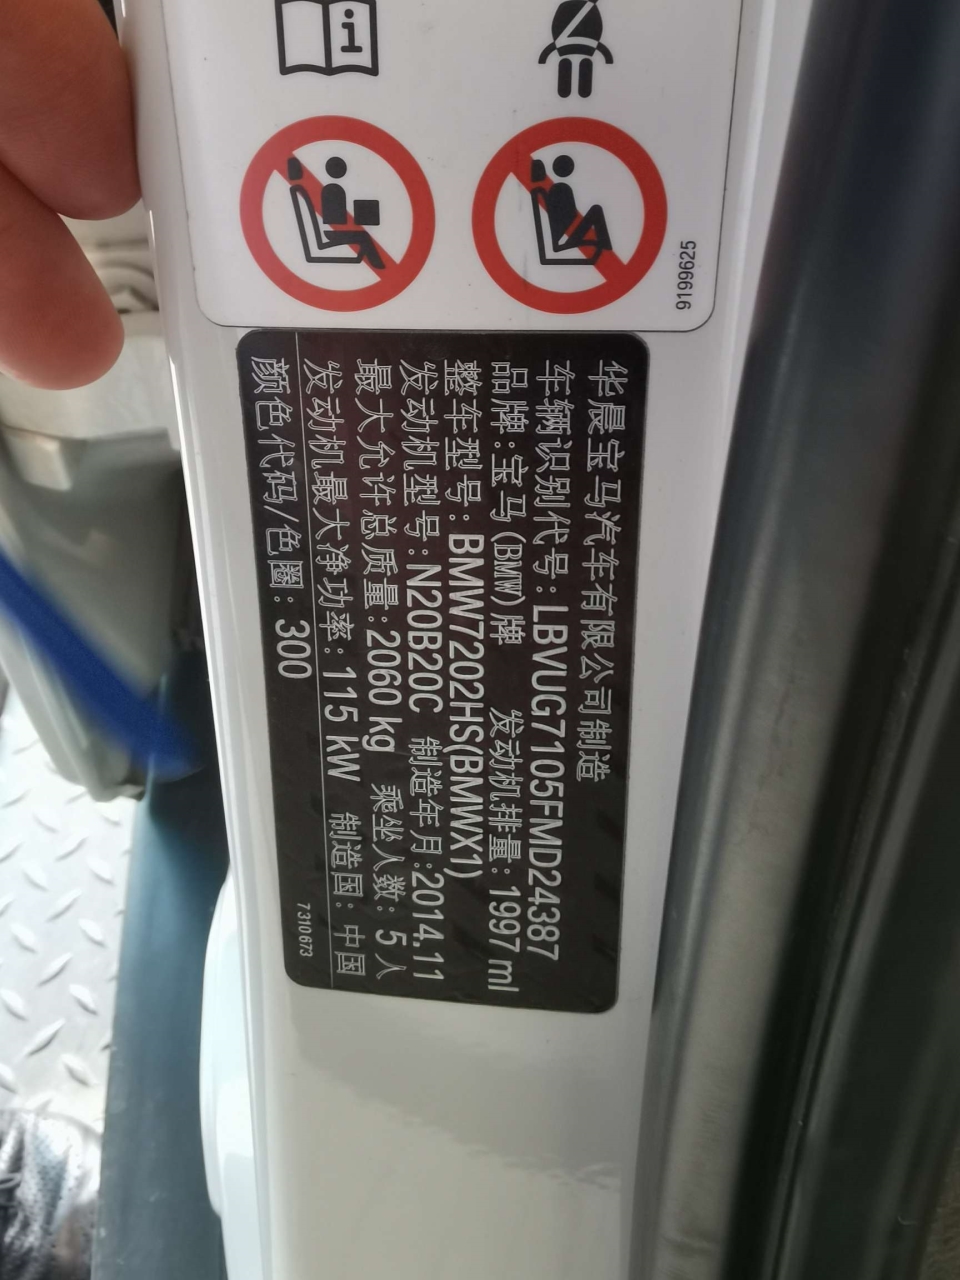 9199625
华晨宝马汽车有限公司制造
车辆识别代号:LBVUG7105FMD24387
品牌:宝马(BMW)牌 发动机排量:1997 ml
整车型号:BMW7202HS(BMWX1)
发动机型号:N20B20C 制造年月:2014.11
最大允许总质量:2060 kg 乘坐人数:5人
发动机最大净功率:115 kW 制造国:中国
颜色代码/色圈:300
7310673